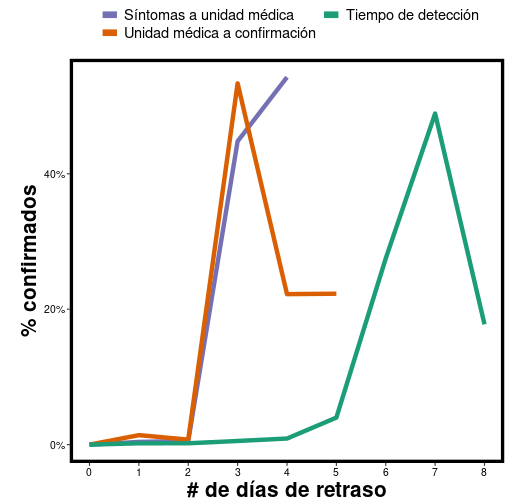 Síntomas a unidad médica
Tiempo de detección
Unidad médica a confirmación
% confirmados
40%
20%
0%
0 1 2 3 4 5 6 7 8
# de días de retraso